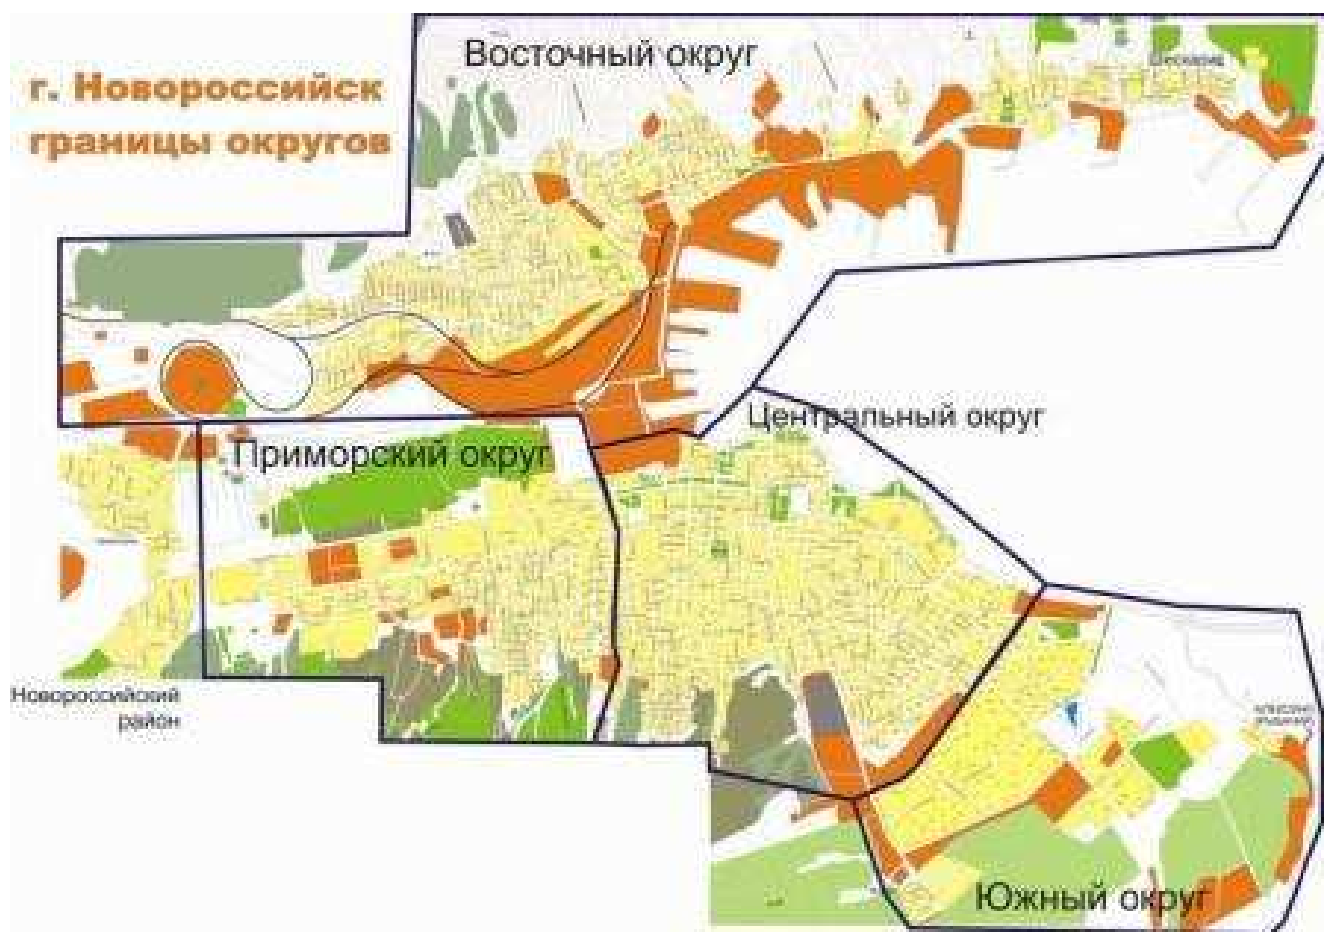 Восточный округ
г. Новороссийск
границы округов
Центральный округ
Приморский округ
Новороссийский
район
Южный округ